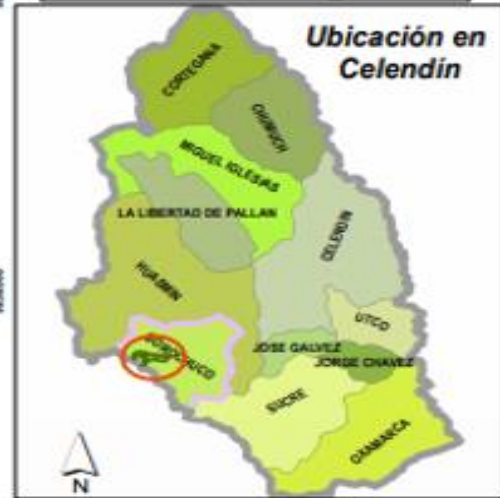 Ubicación en
Celendín
CORTEGANA
CHUMUCH
MIGUEL IGLESIAS
LA LIBERTAD DE PALLAN
CELENDIN
HUASMIN
UTCO
JOSE GALVEZ
JORGE CHAVEZ
SUCRE
OXAMARCA
N